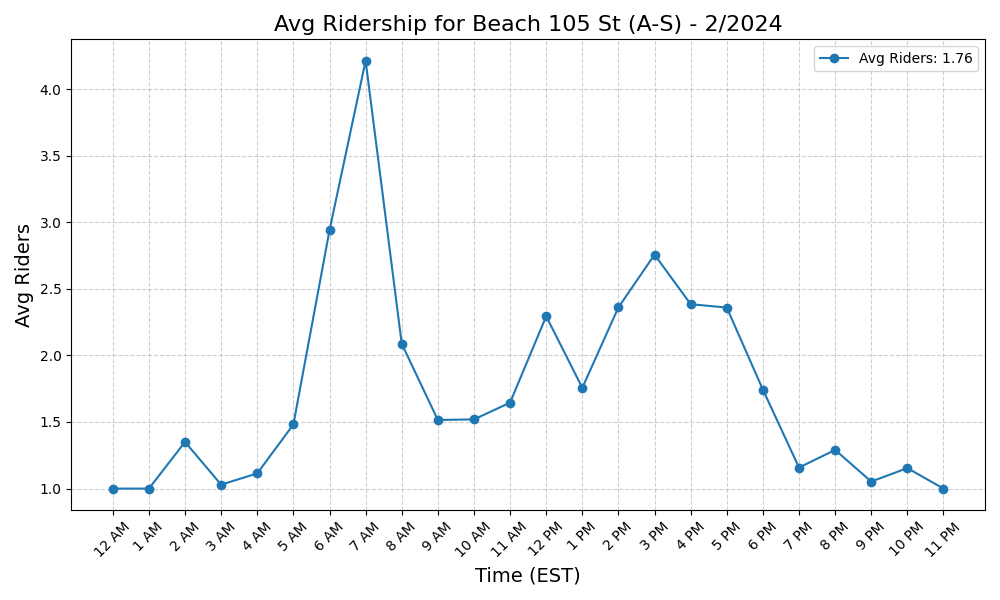 Avg Ridership for Beach 105 St (A-S) - 2/2024
Avg Riders: 1.76
Avg Riders
4.0
3.5
3.0
2.5
2.0
1.5
1.0
12 AM
1 AM
2 AM
3 AM
4 AM
5 AM
6 AM
7 AM
8 AM
9 AM
10 AM
11 AM
12 PM
1 PM
2 PM
3 PM
4 PM
5 PM
6 PM
7 PM
8 PM
9 PM
10 PM
11 PM
Time (EST)